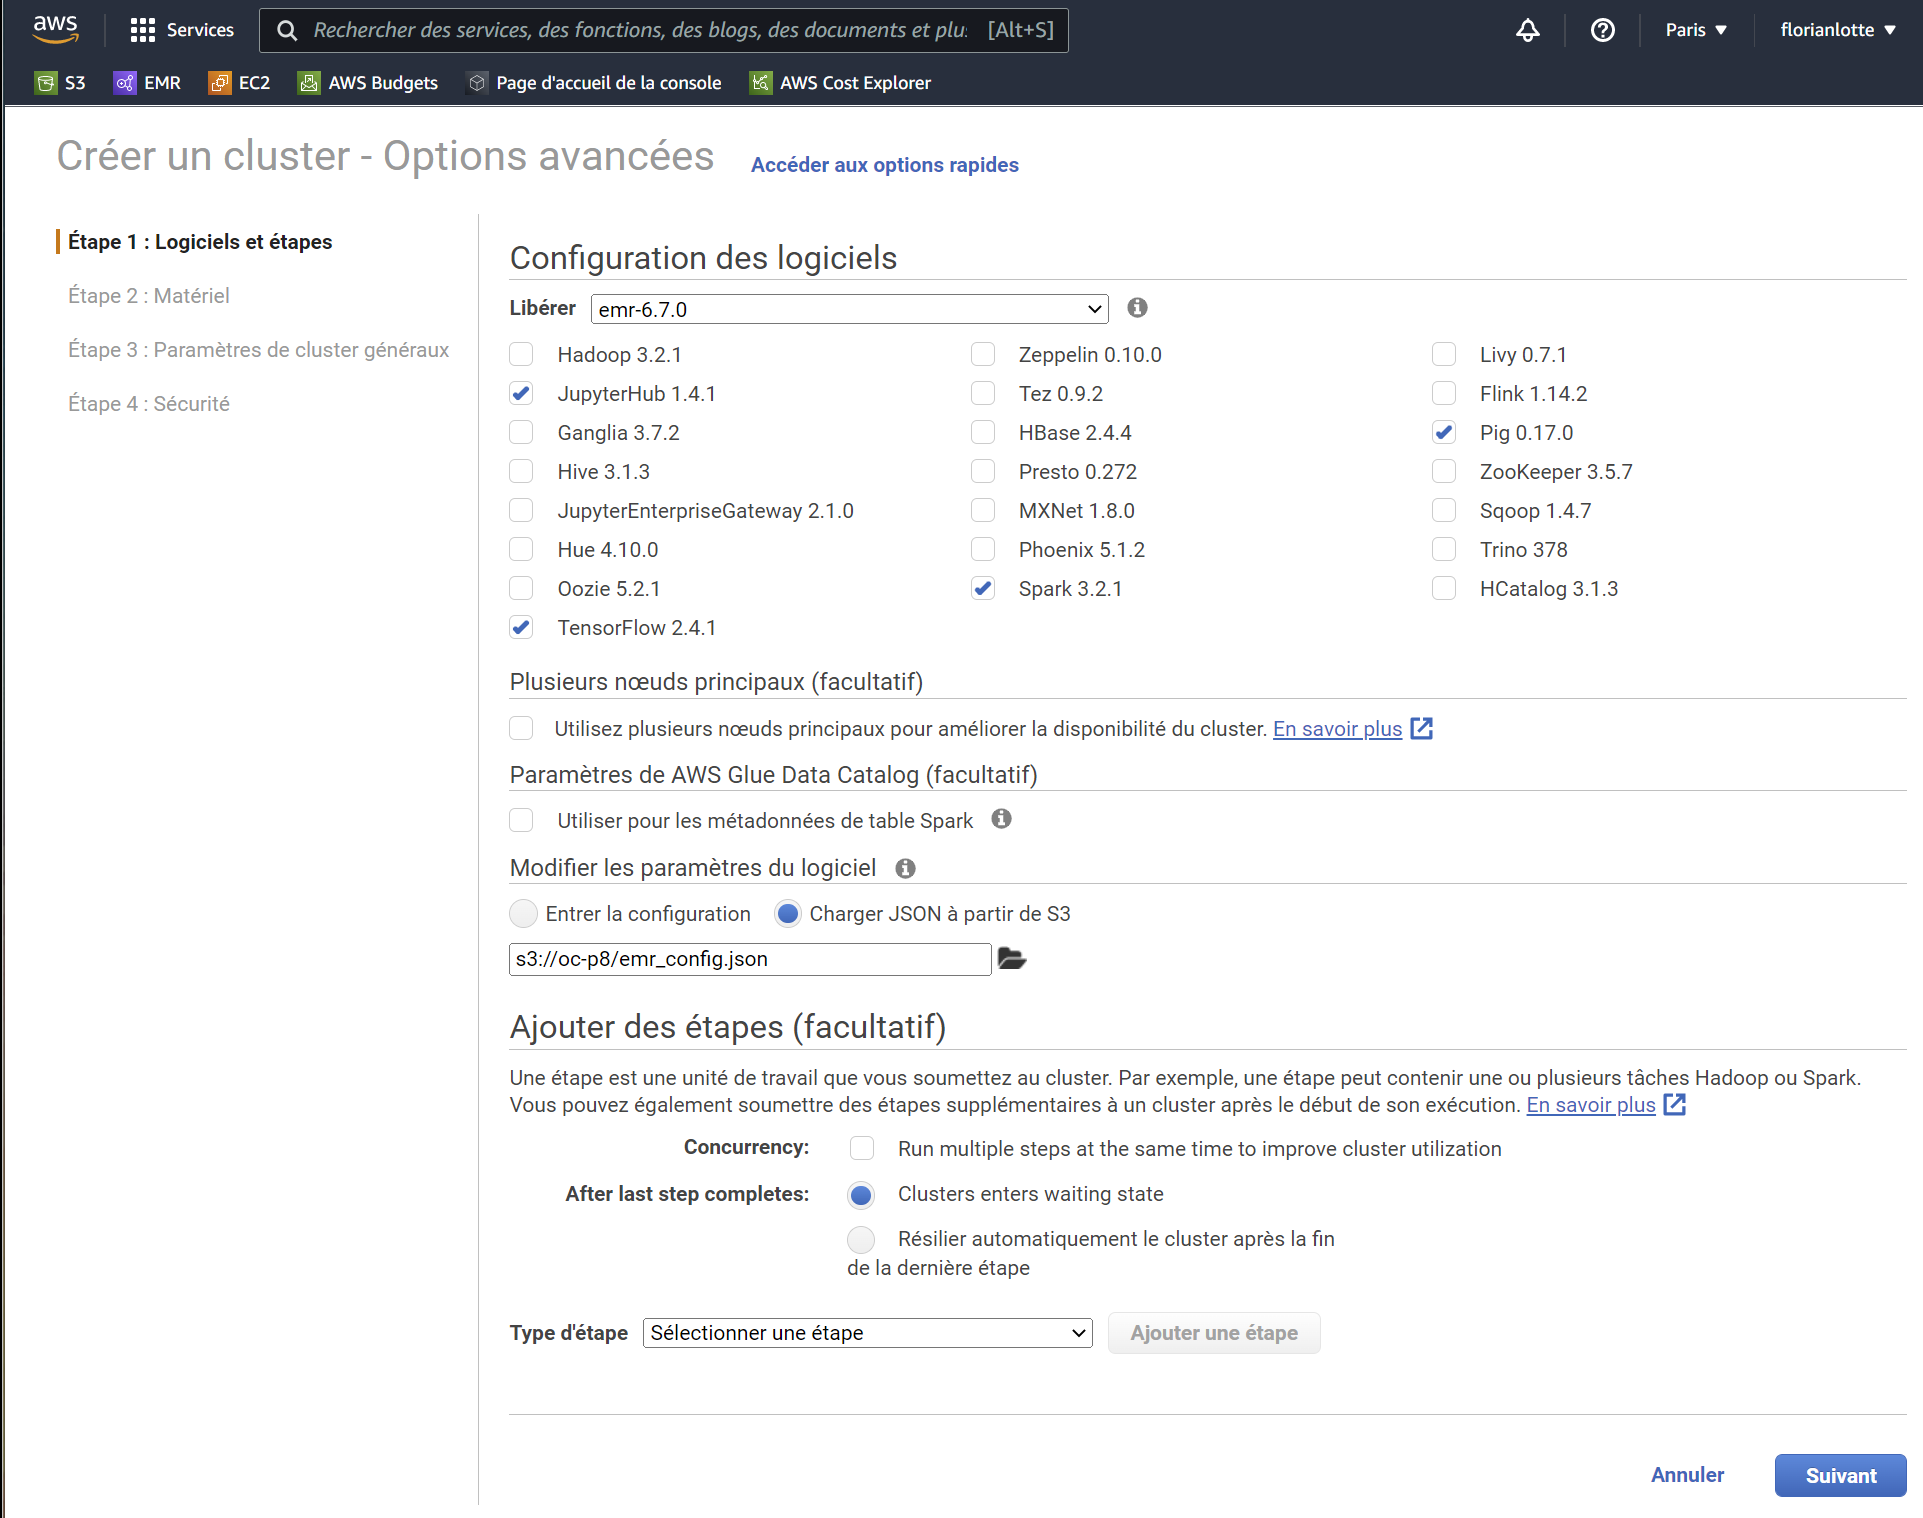 aws
Services
Rechercher des services, des fonctions, des blogs, des documents et plu: [Alt+S]
Paris
florianlotte
S3
EMR
EC2
AWS Budgets
Page d'accueil de la console
AWS Cost Explorer
Créer un cluster - Options avancées
Accéder aux options rapides
Étape 1 : Logiciels et étapes
Étape 2 : Matériel
Étape 3 : Paramètres de cluster généraux
Étape 4 : Sécurité
Configuration des logiciels
Libérer emr-6.7.0
Hadoop 3.2.1 Zeppelin 0.10.0 Livy 0.7.1
JupyterHub 1.4.1 Tez 0.9.2 Flink 1.14.2
Ganglia 3.7.2 HBase 2.4.4 Pig 0.17.0
Hive 3.1.3 Presto 0.272 ZooKeeper 3.5.7
JupyterEnterpriseGateway 2.1.0 MXNet 1.8.0 Sqoop 1.4.7
Hue 4.10.0 Phoenix 5.1.2 Trino 378
Oozie 5.2.1 Spark 3.2.1 HCatalog 3.1.3
TensorFlow 2.4.1
Plusieurs nœuds principaux (facultatif)
Utilisez plusieurs nœuds principaux pour améliorer la disponibilité du cluster. En savoir plus
Paramètres de AWS Glue Data Catalog (facultatif)
Utiliser pour les métadonnées de table Spark
Modifier les paramètres du logiciel
Entrer la configuration Charger JSON à partir de S3
s3://oc-p8/emr_config.json
Ajouter des étapes (facultatif)
Une étape est une unité de travail que vous soumettez au cluster. Par exemple, une étape peut contenir une ou plusieurs tâches Hadoop ou Spark.
Vous pouvez également soumettre des étapes supplémentaires à un cluster après le début de son exécution. En savoir plus
Concurrency: Run multiple steps at the same time to improve cluster utilization
After last step completes: Clusters enters waiting state
Résilier automatiquement le cluster après la fin
de la dernière étape
Type d'étape Sélectionner une étape Ajouter une étape
Annuler Suivant